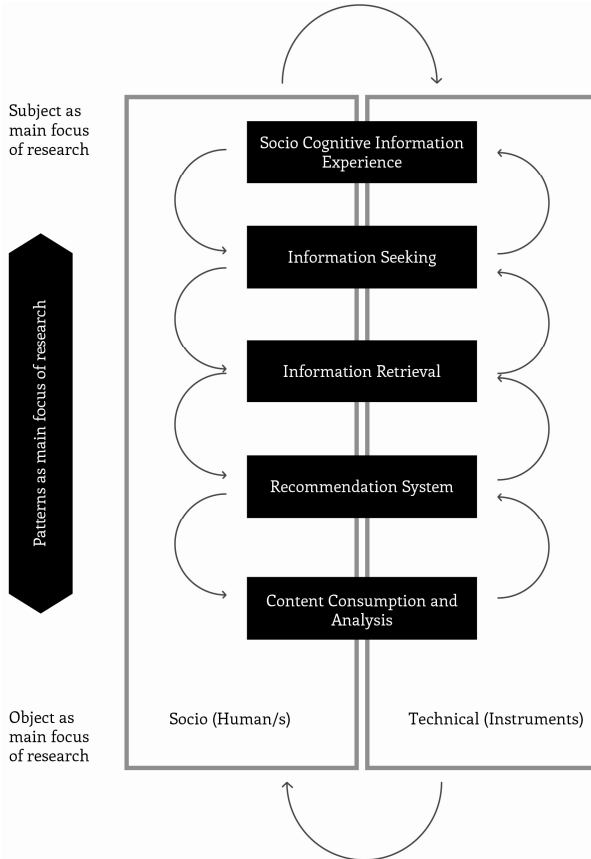 Subject as
main focus
of research
Socio Cognitive Information
Experience
Information Seeking
Information Retrieval
Patterns as main focus of research
Recommendation System
Content Consumption and
Analysis
Object as
main focus
of research
Socio (Human/s)
Technical (Instruments)